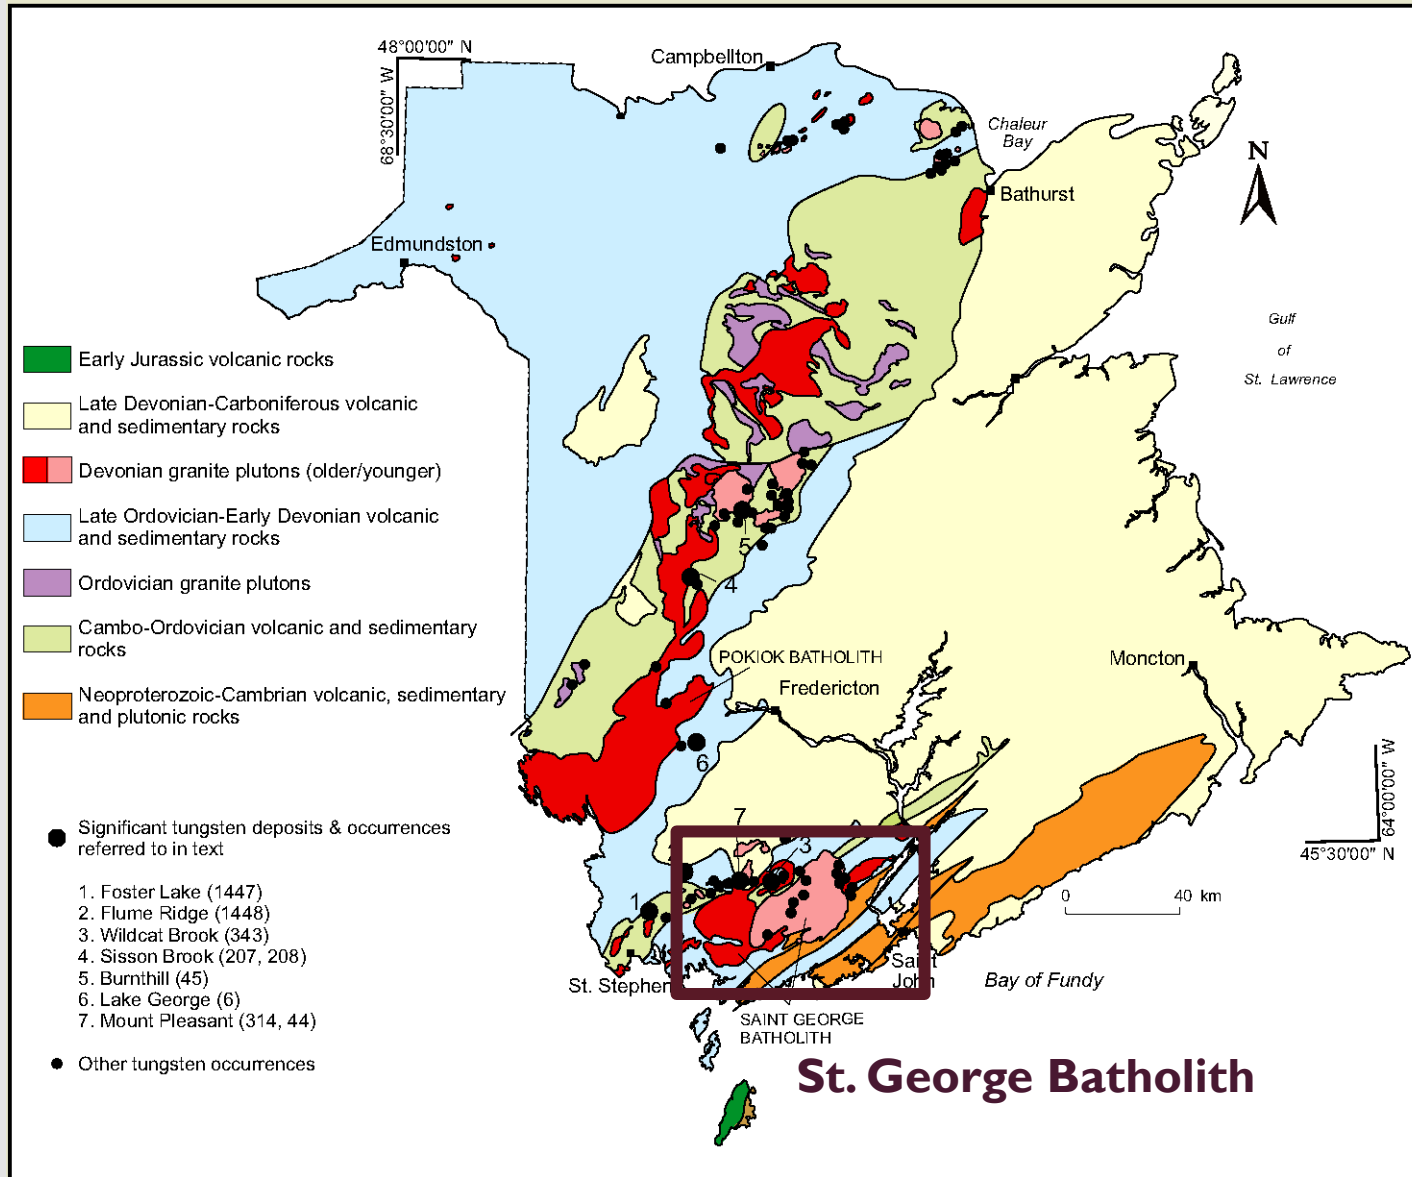 48°00'00" N
68°30'00" W
Campbellton
Chaleur
Bay
N
Bathurst
Edmundston
Gulf
of
St. Lawrence
Early Jurassic volcanic rocks
Late Devonian-Carboniferous volcanic
and sedimentary rocks
Devonian granite plutons (older/younger)
Late Ordovician-Early Devonian volcanic
and sedimentary rocks
Ordovician granite plutons
Cambo-Ordovician volcanic and sedimentary
rocks
Neoproterozoic-Cambrian volcanic, sedimentary
and plutonic rocks
5
4
POKIOK BATHOLITH
Fredericton
Moncton
6
64°00'00" W
45°30'00" N
7
3
1
0 40 km
Significant tungsten deposits & occurrences
referred to in text
1. Foster Lake (1447)
2. Flume Ridge (1448)
3. Wildcat Brook (343)
4. Sisson Brook (207, 208)
5. Burnthill (45)
6. Lake George (6)
7. Mount Pleasant (314, 44)
Other tungsten occurrences
St. Stephen
Saint
John
Bay of Fundy
SAINT GEORGE
BATHOLITH
St. George Batholith